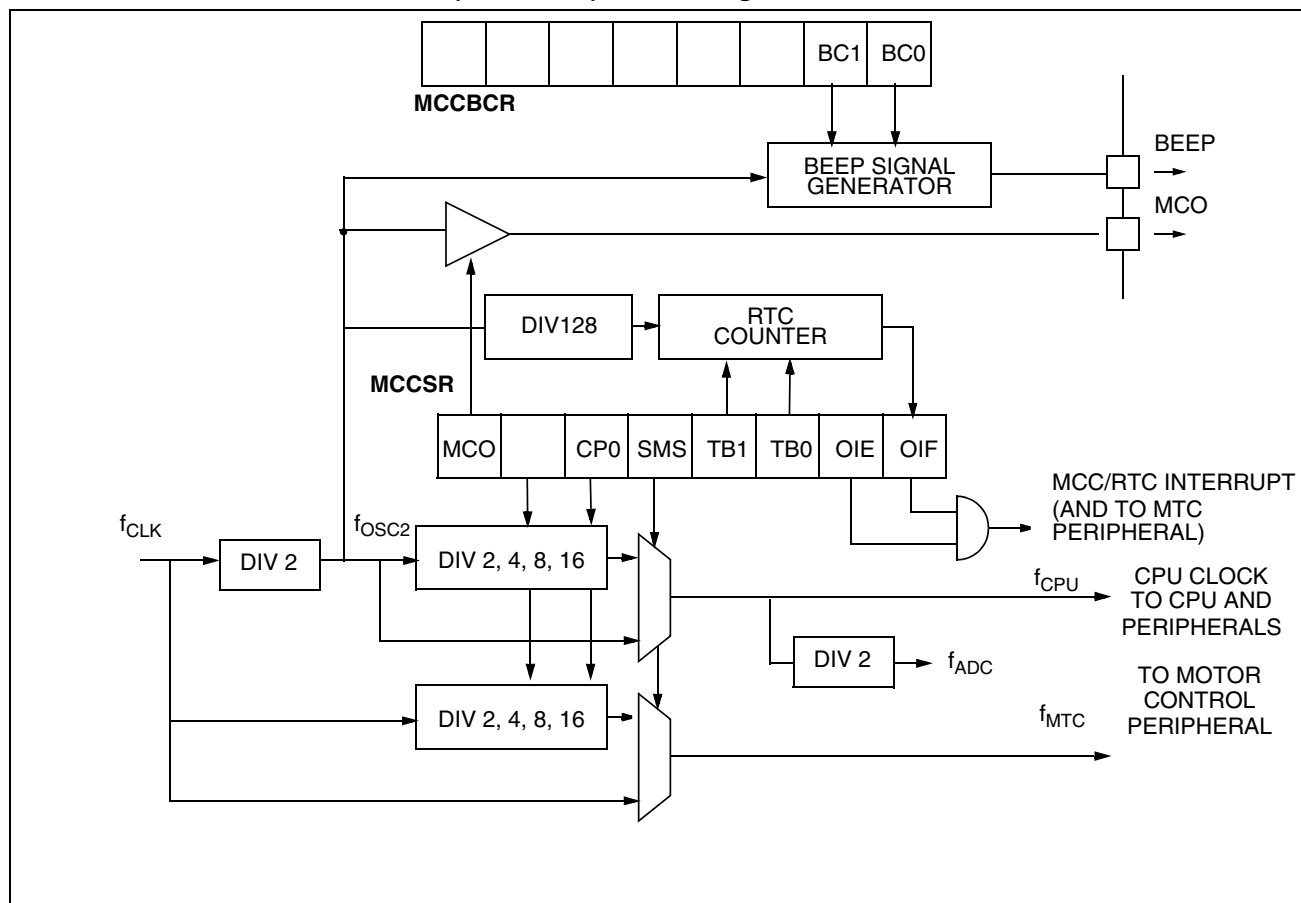 BC1 BC0
MCCBCR
BEEP SIGNAL
GENERATOR
BEEP
MCO
DIV128
RTC
COUNTER
MCCSR
MCO CP0 SMS TB1 TB0 OIE OIF
MCC/RTC INTERRUPT
(AND TO MTC
PERIPHERAL)
fCLK
DIV 2
fOSC2
DIV 2, 4, 8, 16
fCPU
CPU CLOCK
TO CPU AND
PERIPHERALS
DIV 2
fADC
DIV 2, 4, 8, 16
fMTC
TO MOTOR
CONTROL
PERIPHERAL